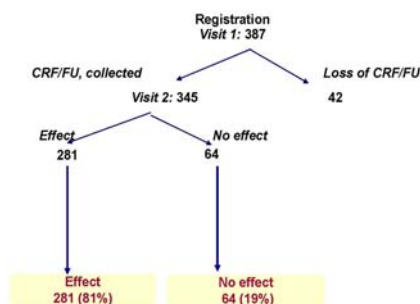 Registration
Visit 1: 387
CRF/FU, collected
Loss of CRF/FU
Visit 2: 345
42
Effect
No effect
281
64
Effect
No effect
281 (81%)
64 (19%)